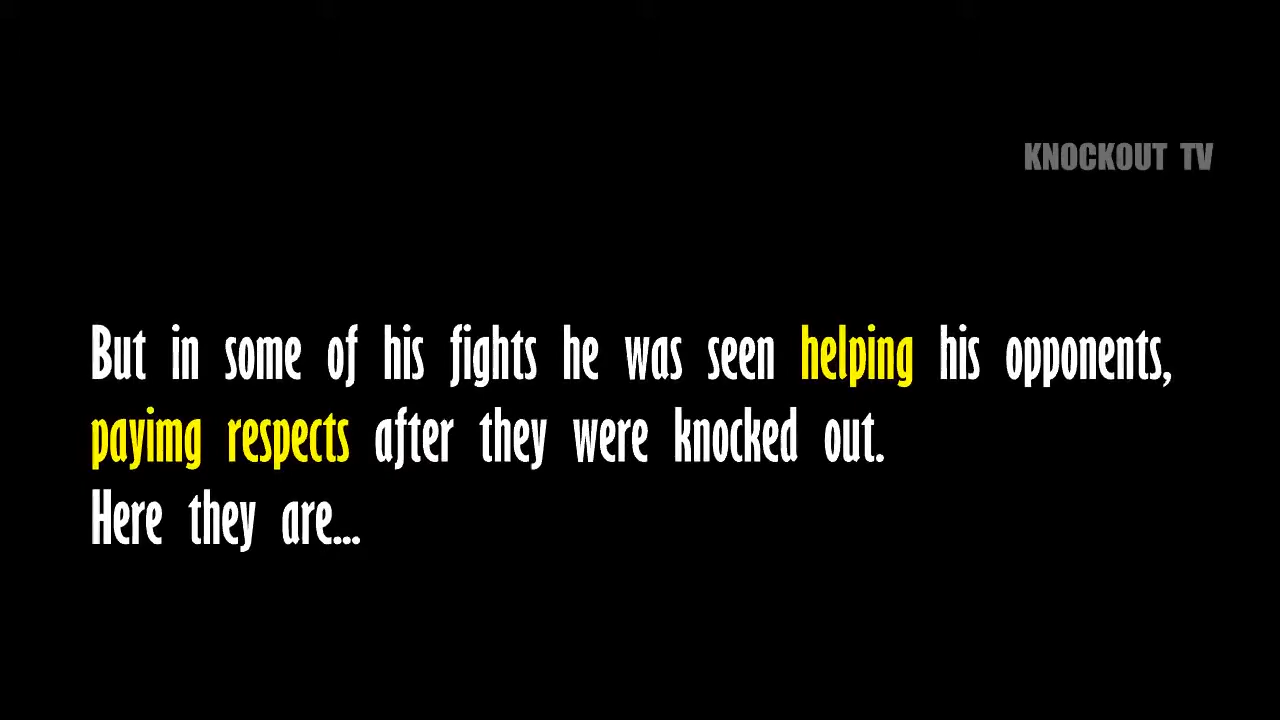 KNOCKOUT TV
But in some of his fights he was seen helping his opponents,
payimg respects after they were knocked out.
Here they are...